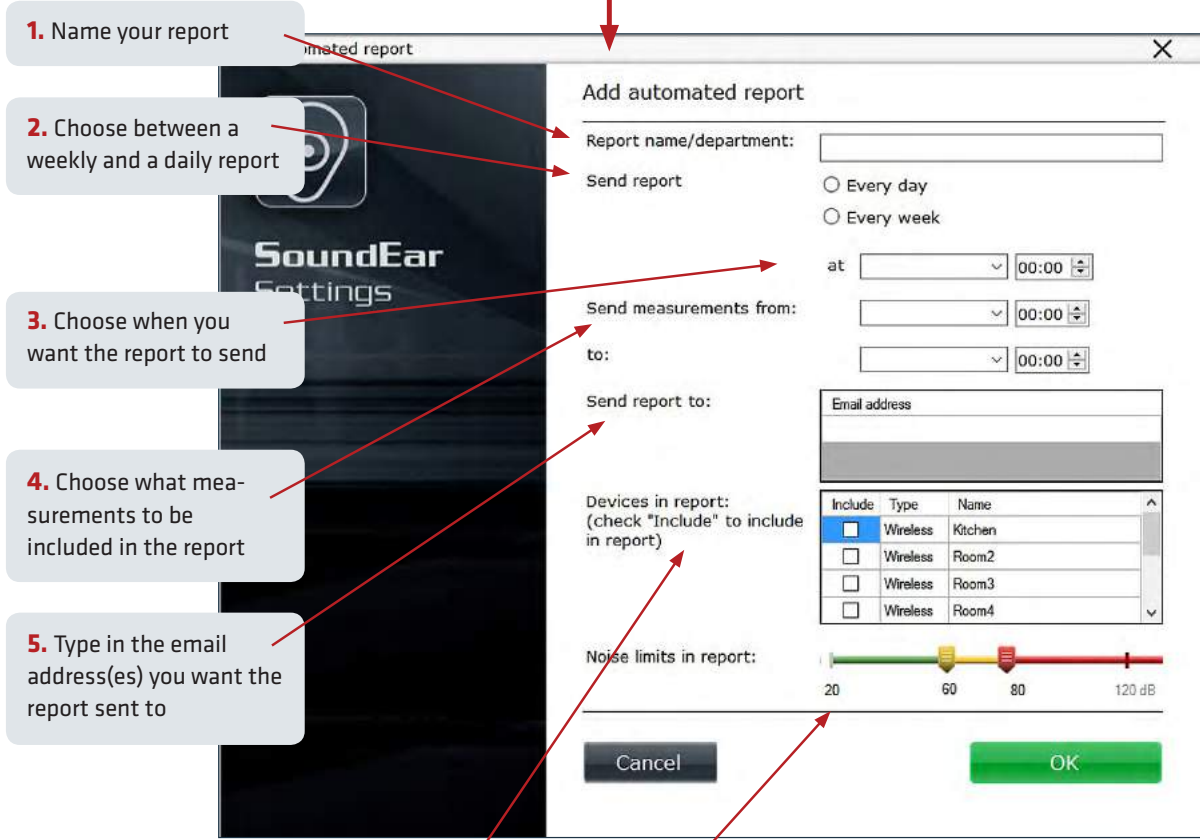 1. Name your report
2. Choose between a
weekly and a daily report
3. Choose when you
want the report to send
4. Choose what mea-
surements to be
included in the report
5. Type in the email
address(es) you want the
report sent to
report
SoundEar
Settings
Add automated report
Report name/department:
Send report
Every day
Every week
at 00:00
Send measurements from: 00:00
to: 00:00
Send report to:
Email address
Devices in report:
(check "Include" to include
in report)
Include Type Name
Wireless Kitchen
Wireless Room2
Wireless Room3
Wireless Room4
Noise limits in report:
20 60 80 120 dB
Cancel OK